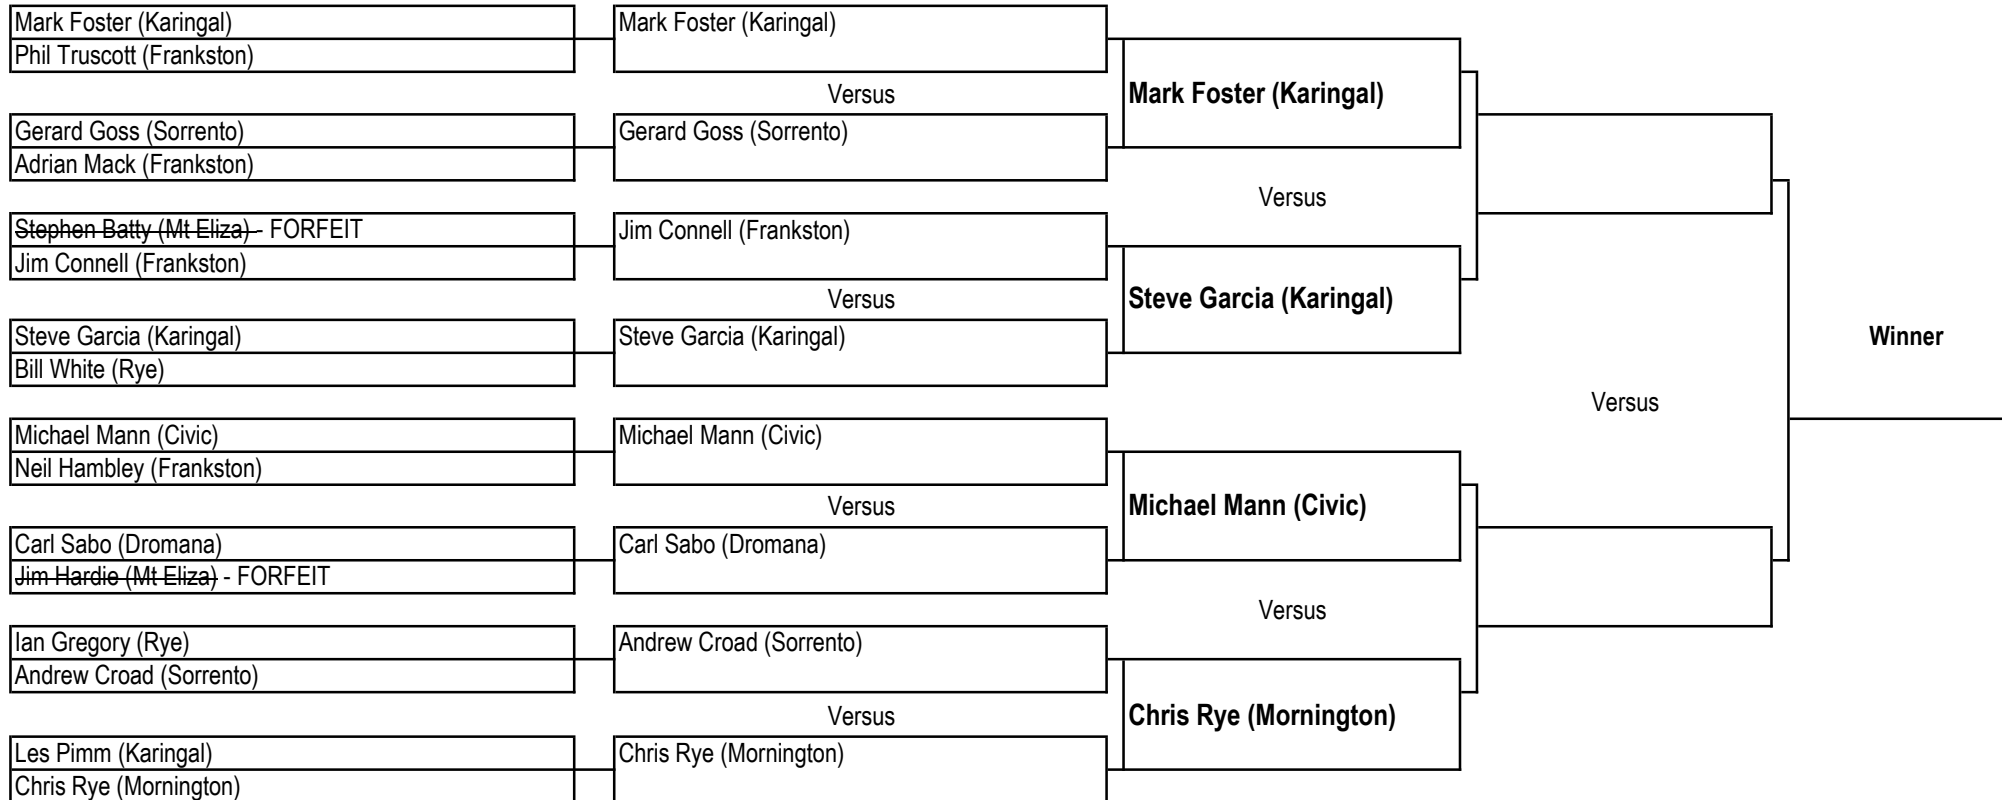 Mark Foster (Karingal)
Phil Truscott (Frankston)
Gerard Goss (Sorrento)
Adrian Mack (Frankston)
Stephen Batty (Mt Eliza) - FORFEIT
Jim Connell (Frankston)
Steve Garcia (Karingal)
Bill White (Rye)
Michael Mann (Civic)
Neil Hambley (Frankston)
Carl Sabo (Dromana)
Jim Hardie (Mt Eliza) - FORFEIT
Ian Gregory (Rye)
Andrew Croad (Sorrento)
Les Pimm (Karingal)
Chris Rye (Mornington)
Mark Foster (Karingal)
Versus
Gerard Goss (Sorrento)
Jim Connell (Frankston)
Versus
Steve Garcia (Karingal)
Michael Mann (Civic)
Versus
Carl Sabo (Dromana)
Andrew Croad (Sorrento)
Versus
Chris Rye (Mornington)
Mark Foster (Karingal)
Versus
Steve Garcia (Karingal)
Michael Mann (Civic)
Versus
Chris Rye (Mornington)
Versus
Winner